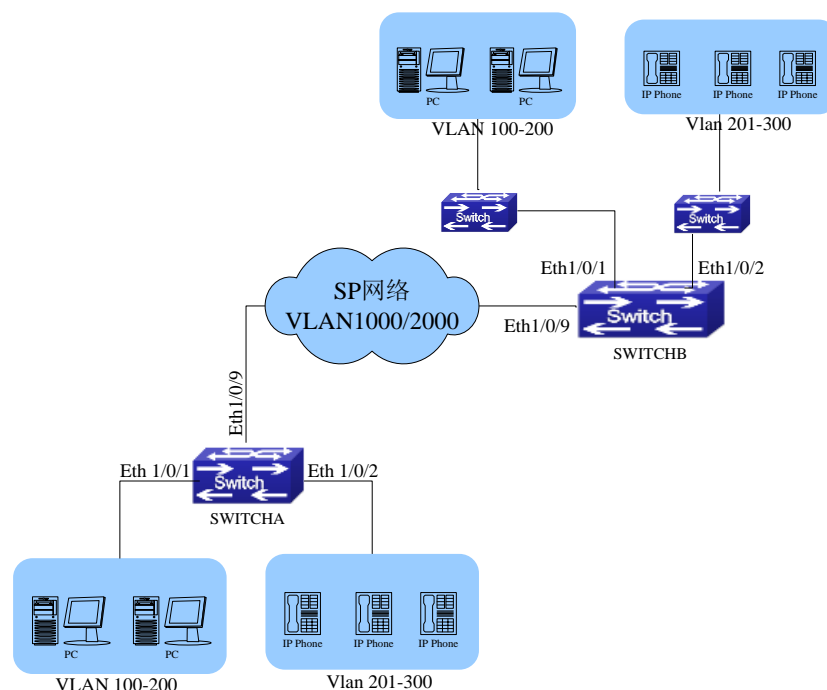 PC
PC
VLAN 100-200
IP Phone
IP Phone
IP Phone
Vlan 201-300
Switch
Switch
Eth1/0/1
Eth1/0/2
SP网络
VLAN1000/2000
Eth1/0/9
Switch
SWITCHB
Eth1/0/9
Eth 1/0/1
Switch
Eth 1/0/2
SWITCHA
PC
PC
VLAN 100-200
IP Phone
IP Phone
IP Phone
Vlan 201-300